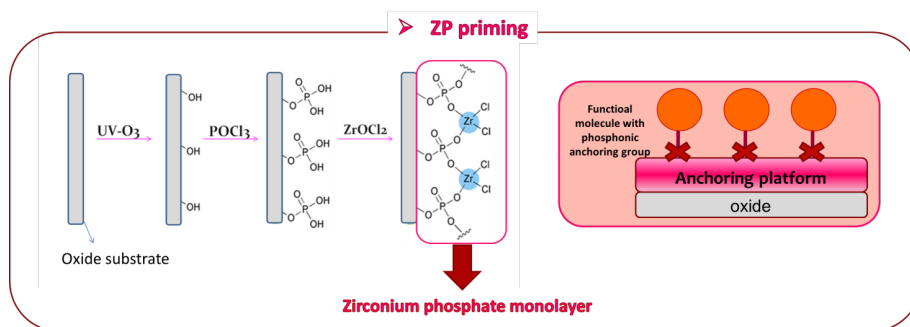 ➢ ZP priming
UV-O3
POCl3
ZrOCl2
OH
OH
OH
O
OH
O
P
OH
O
OH
O
P
OH
O
OH
O
P
OH
O
O
P
O
O
Zr
Cl
Cl
O
O
P
O
O
Zr
Cl
Cl
O
O
P
O
O
Oxide substrate
Zirconium phosphate monolayer
Functioal
molecule with
phosphonic
anchoring group
Anchoring platform
oxide